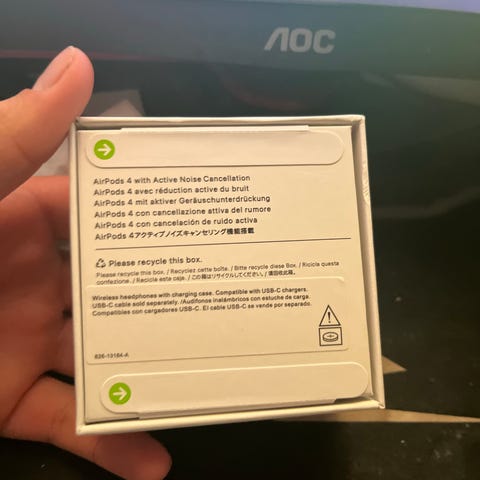 AOC
AirPods 4 with Active Noise Cancellation
AirPods 4 avec réduction active du bruit
AirPods 4 mit aktiver Geräuschunterdrückung
AirPods 4 con cancellazione attiva del rumore
AirPods 4 con cancelación de ruido activa
AirPods 4アクティブノイズキャンセリング機能搭載
Please recycle this box.
Please recycle this box. / Recyclez cette boîte. / Bitte recycle diese Box. / Ricicla questa
confezione. / Recicla esta caja. / この箱はリサイクルしてください。/ 請回收此箱。
Wireless headphones with charging case. Compatible with USB-C chargers.
USB-C cable sold separately. /Audífonos inalámbricos con estuche de carga.
Compatibles con cargadores USB-C. El cable USB-C se vende por separado.
826-13184-A